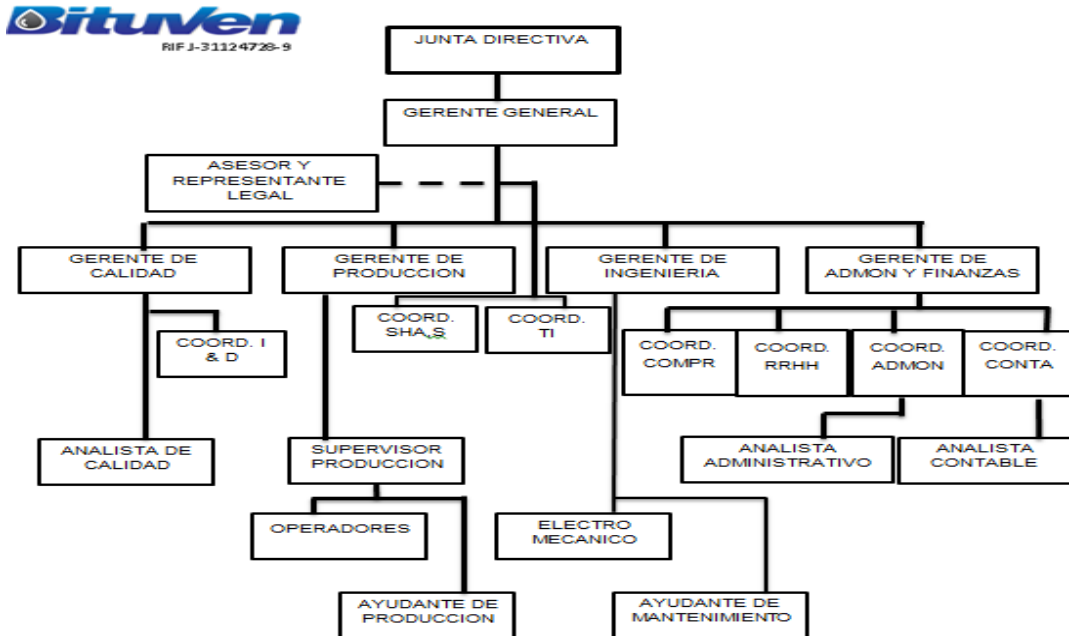 Bituven
RIF J-31124728-9
JUNTA DIRECTIVA
GERENTE GENERAL
ASESOR Y
REPRESENTANTE
LEGAL
GERENTE DE
CALIDAD
GERENTE DE
PRODUCCION
GERENTE DE
INGENIERIA
GERENTE DE
ADMON Y FINANZAS
COORD. I
& D
COORD.
SHA,S
COORD.
TI
COORD.
COMPR
COORD.
RRHH
COORD.
ADMON
COORD.
CONTA
ANALISTA DE
CALIDAD
SUPERVISOR
PRODUCCION
ANALISTA
ADMINISTRATIVO
ANALISTA
CONTABLE
OPERADORES
ELECTRO
MECANICO
AYUDANTE DE
PRODUCCION
AYUDANTE DE
MANTENIMIENTO